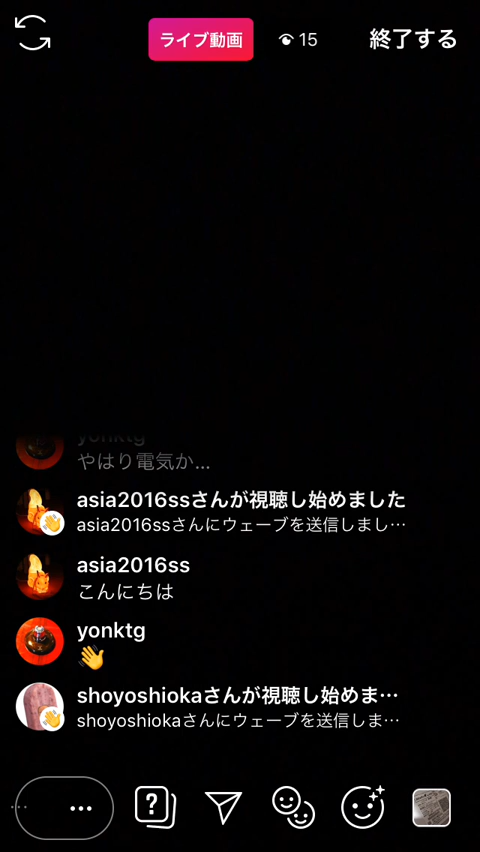 ライブ動画
15
終了する
yonktg
やはり電気か...
asia2016ssさんが視聴し始めました
asia2016ssさんにウェーブを送信しまし…
asia2016ss
こんにちは
yonktg
👋
shoyoshiokaさんが視聴し始めま…
shoyoshiokaさんにウェーブを送信しま…